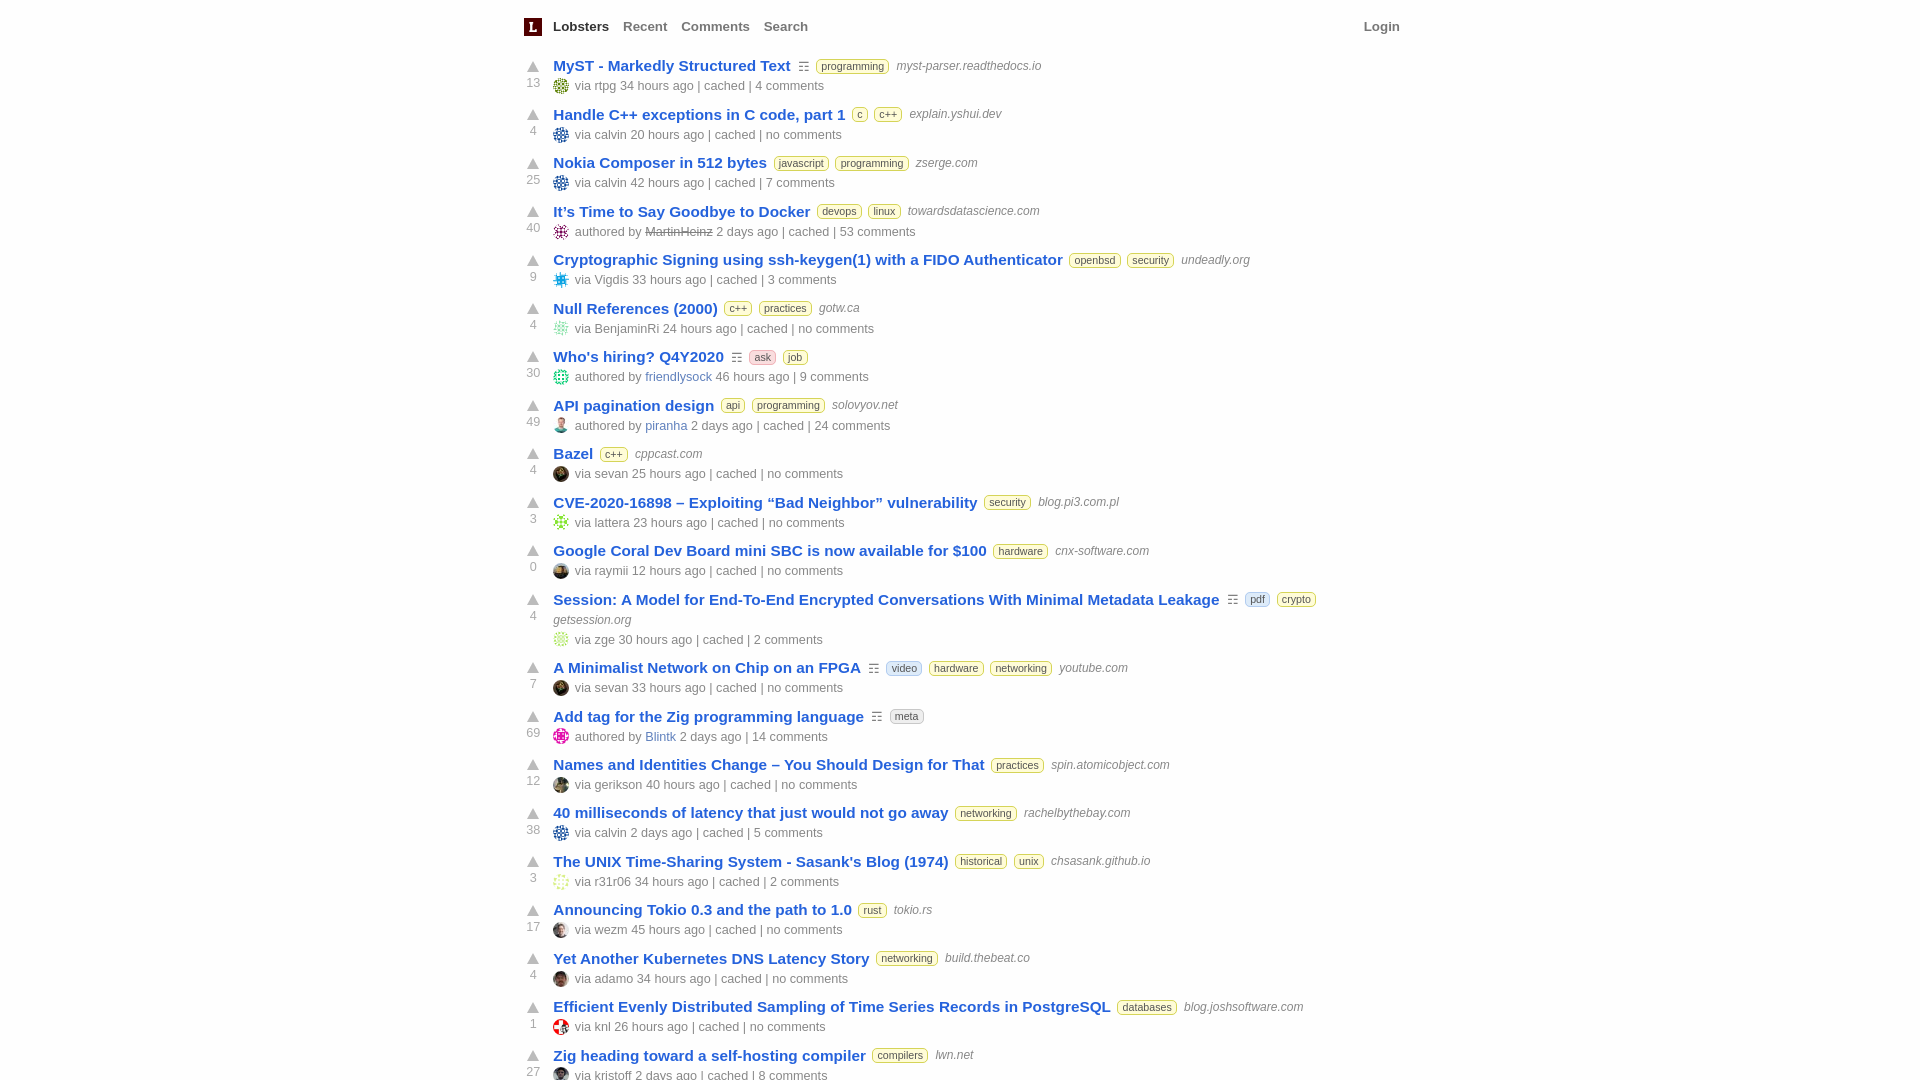 L Lobsters Recent Comments Search Login
MyST - Markedly Structured Text ☶ programming myst-parser.readthedocs.io
13
via rtpg 34 hours ago | cached | 4 comments
Handle C++ exceptions in C code, part 1 c c++ explain.yshui.dev
4
via calvin 20 hours ago | cached | no comments
Nokia Composer in 512 bytes javascript programming zserge.com
25
via calvin 42 hours ago | cached | 7 comments
It’s Time to Say Goodbye to Docker devops linux towardsdatascience.com
40
authored by MartinHeinz 2 days ago | cached | 53 comments
Cryptographic Signing using ssh-keygen(1) with a FIDO Authenticator openbsd security undeadly.org
9
via Vigdis 33 hours ago | cached | 3 comments
Null References (2000) c++ practices gotw.ca
4
via BenjaminRi 24 hours ago | cached | no comments
Who's hiring? Q4Y2020 ☶ ask job
30
authored by friendlysock 46 hours ago | 9 comments
API pagination design api programming solovyov.net
49
authored by piranha 2 days ago | cached | 24 comments
Bazel c++ cppcast.com
4
via sevan 25 hours ago | cached | no comments
CVE-2020-16898 – Exploiting “Bad Neighbor” vulnerability security blog.pi3.com.pl
3
via lattera 23 hours ago | cached | no comments
Google Coral Dev Board mini SBC is now available for $100 hardware cnx-software.com
0
via raymii 12 hours ago | cached | no comments
Session: A Model for End-To-End Encrypted Conversations With Minimal Metadata Leakage ☶ pdf crypto
4
getsession.org
via zge 30 hours ago | cached | 2 comments
A Minimalist Network on Chip on an FPGA ☶ video hardware networking youtube.com
7
via sevan 33 hours ago | cached | no comments
Add tag for the Zig programming language ☶ meta
69
authored by Blintk 2 days ago | 14 comments
Names and Identities Change – You Should Design for That practices spin.atomicobject.com
12
via gerikson 40 hours ago | cached | no comments
40 milliseconds of latency that just would not go away networking rachelbythebay.com
38
via calvin 2 days ago | cached | 5 comments
The UNIX Time-Sharing System - Sasank's Blog (1974) historical unix chsasank.github.io
3
via r31r06 34 hours ago | cached | 2 comments
Announcing Tokio 0.3 and the path to 1.0 rust tokio.rs
17
via wezm 45 hours ago | cached | no comments
Yet Another Kubernetes DNS Latency Story networking build.thebeat.co
4
via adamo 34 hours ago | cached | no comments
Efficient Evenly Distributed Sampling of Time Series Records in PostgreSQL databases blog.joshsoftware.com
1
via knl 26 hours ago | cached | no comments
Zig heading toward a self-hosting compiler compilers lwn.net
27
via kristoff 2 days ago | cached | 8 comments